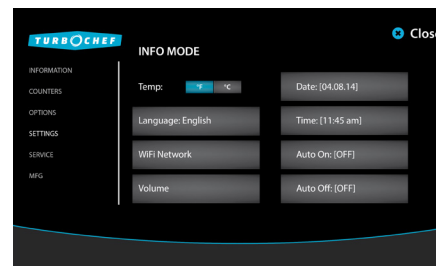 TURBOCHEF
Close
INFO MODE
INFORMATION
COUNTERS
OPTIONS
SETTINGS
SERVICE
MFG
Temp: °F °C
Date: [04.08.14]
Language: English
Time: [11:45 am]
WiFi Network
Auto On: [OFF]
Volume
Auto Off: [OFF]